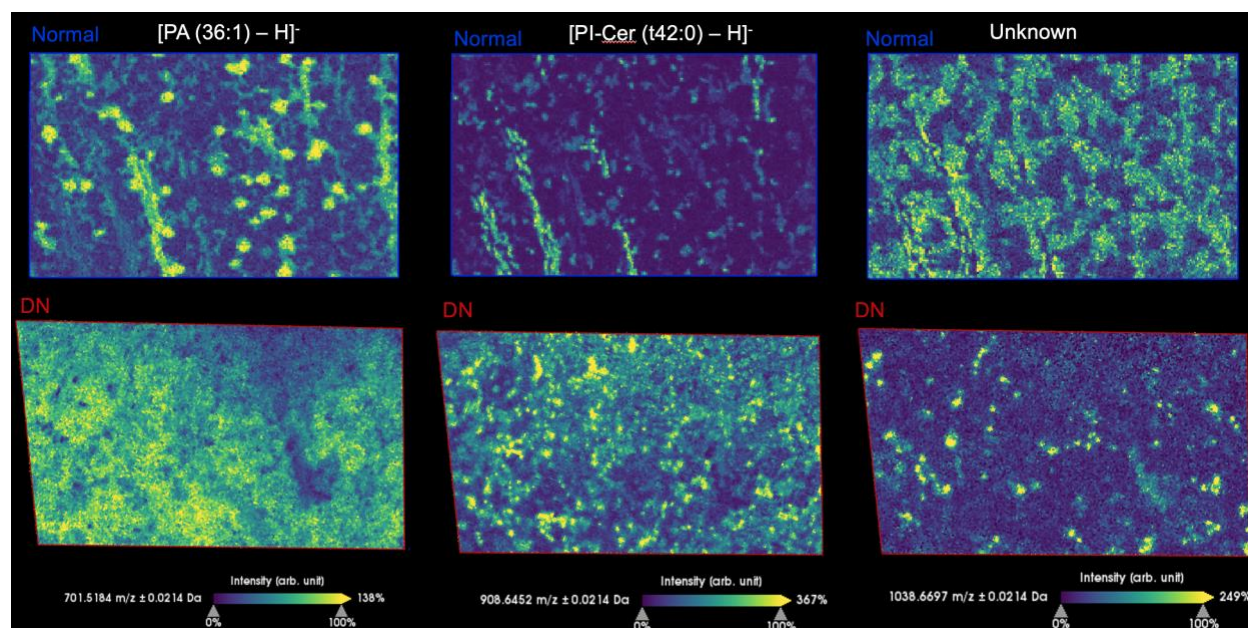 [PA (36:1) – H]-
[PI-Cer (t42:0) – H]-
Unknown
Normal
Normal
Normal
DN
DN
DN
Intensity (arb. unit)
701.5184 m/z ± 0.0214 Da
138%
0%
100%
Intensity (arb. unit)
908.6452 m/z ± 0.0214 Da
367%
0%
100%
Intensity (arb. unit)
1038.6697 m/z ± 0.0214 Da
249%
0%
100%